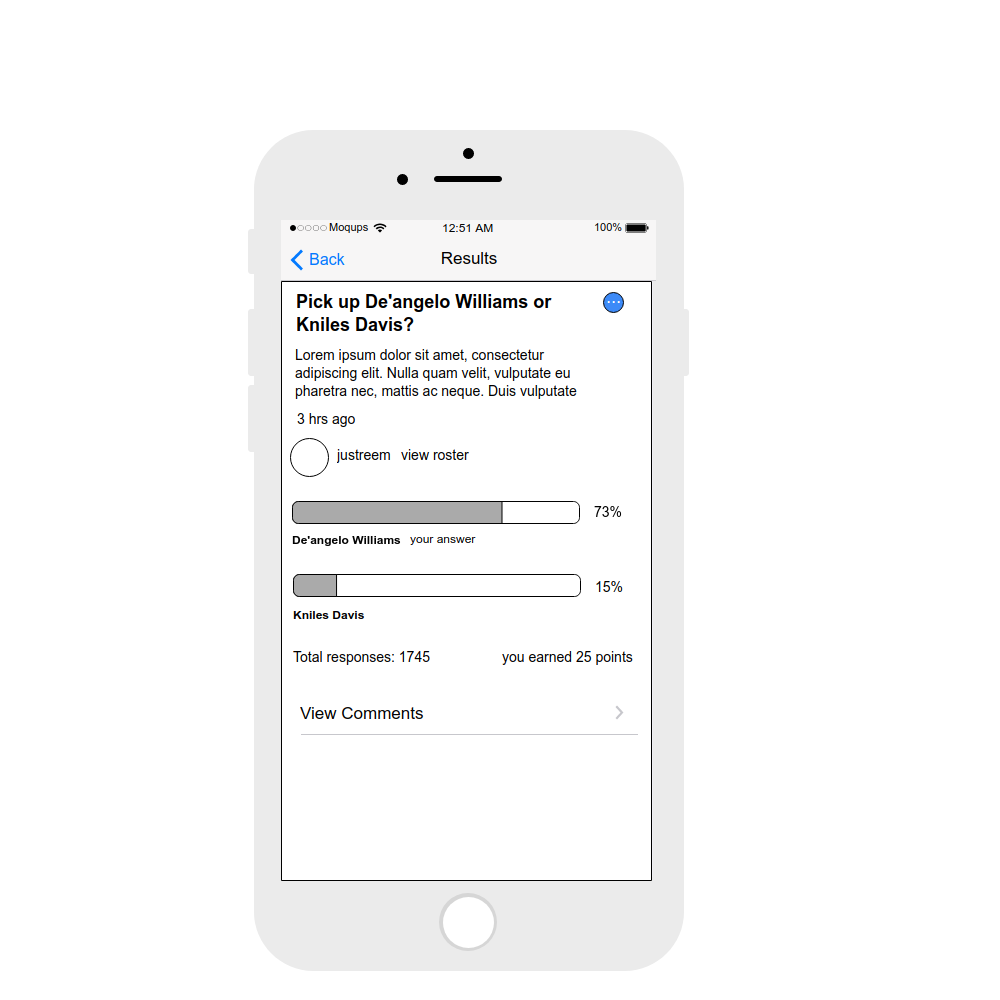 Moqups 12:51 AM 100%
Back Results
Pick up De'angelo Williams or
Kniles Davis?
Lorem ipsum dolor sit amet, consectetur
adipiscing elit. Nulla quam velit, vulputate eu
pharetra nec, mattis ac neque. Duis vulputate
3 hrs ago
justreem view roster
73%
De'angelo Williams your answer
15%
Kniles Davis
Total responses: 1745 you earned 25 points
View Comments